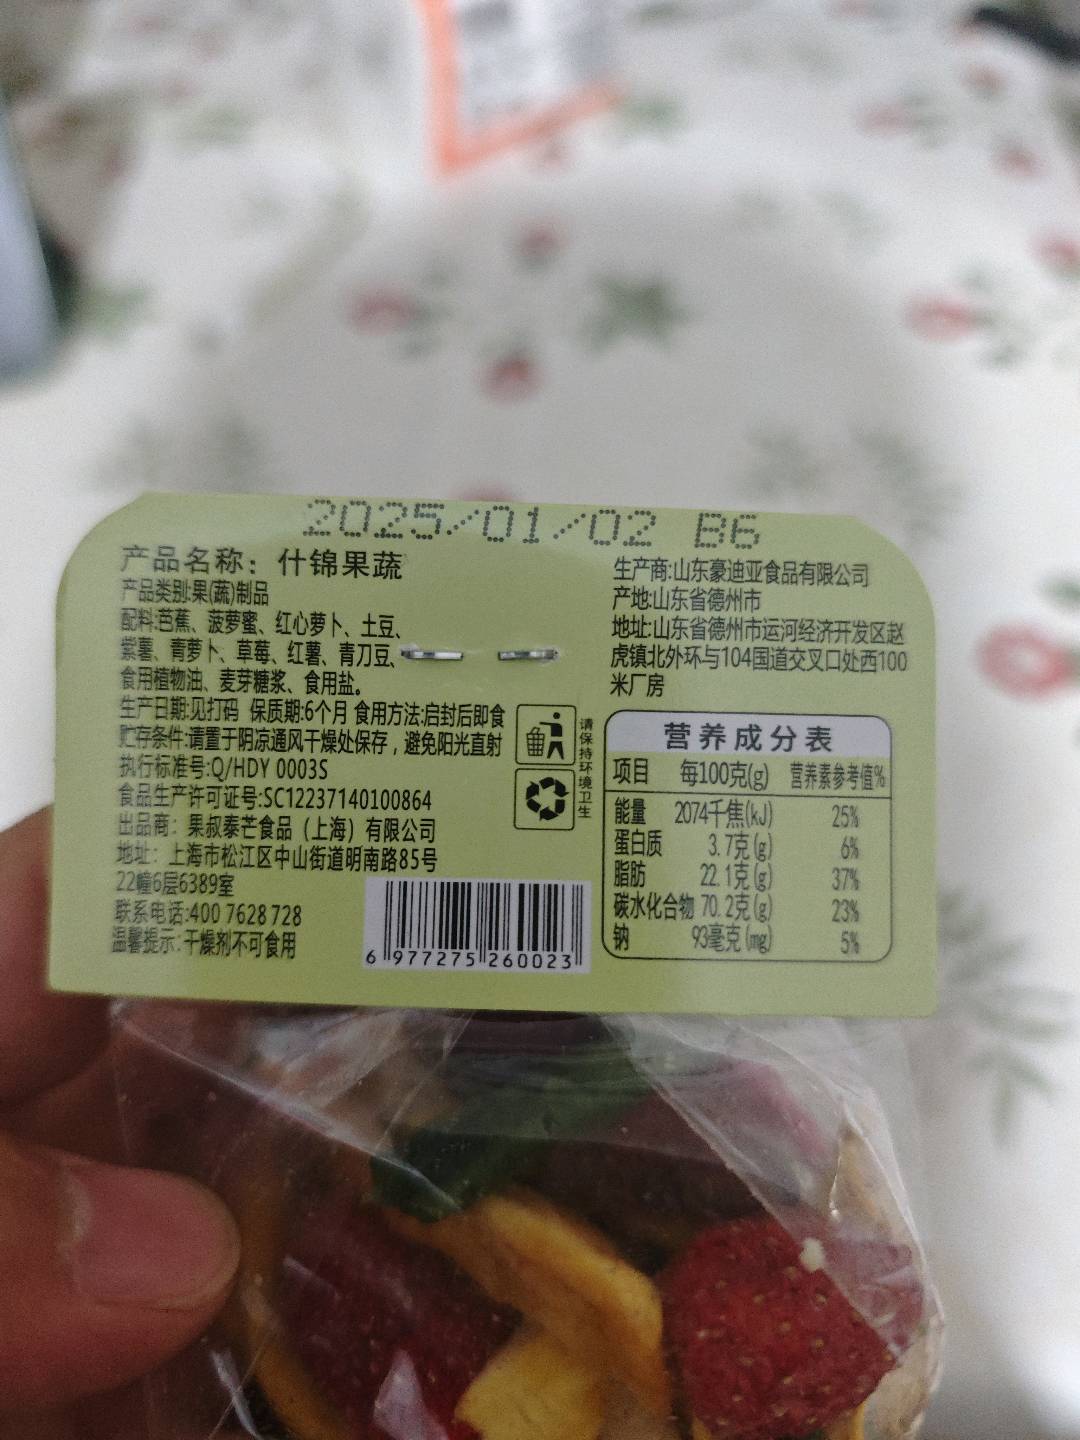 2025/01/02 B6
产品名称：什锦果蔬
产品类别:果(蔬)制品
配料:芭蕉、菠萝蜜、红心萝卜、土豆、
紫薯、青萝卜、草莓、红薯、青刀豆、
食用植物油、麦芽糖浆、食用盐。
生产日期:见打码 保质期:6个月 食用方法:启封后即食
贮存条件:请置于阴凉通风干燥处保存，避免阳光直射
执行标准号:Q/HDY 0003S
食品生产许可证号:SC12237140100864
出品商：果叔泰芒食品（上海）有限公司
地址：上海市松江区中山街道明南路85号
22幢6层6389室
联系电话:400 7628 728
温馨提示:干燥剂不可食用
6 977275 260023
请保持环境卫生
生产商:山东豪迪亚食品有限公司
产地:山东省德州市
地址:山东省德州市运河经济开发区赵
虎镇北外环与104国道交叉口处西100
米厂房
营养成分表
项目 每100克(g) 营养素参考值%
能量 2074千焦(kJ) 25%
蛋白质 3.7克(g) 6%
脂肪 22.1克(g) 37%
碳水化合物 70.2克(g) 23%
钠 93毫克(mg) 5%